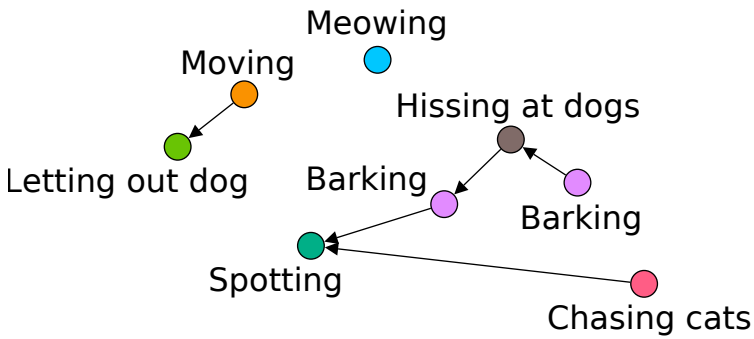 Meowing
Moving
Hissing at dogs
Letting out dog
Barking
Barking
Spotting
Chasing cats